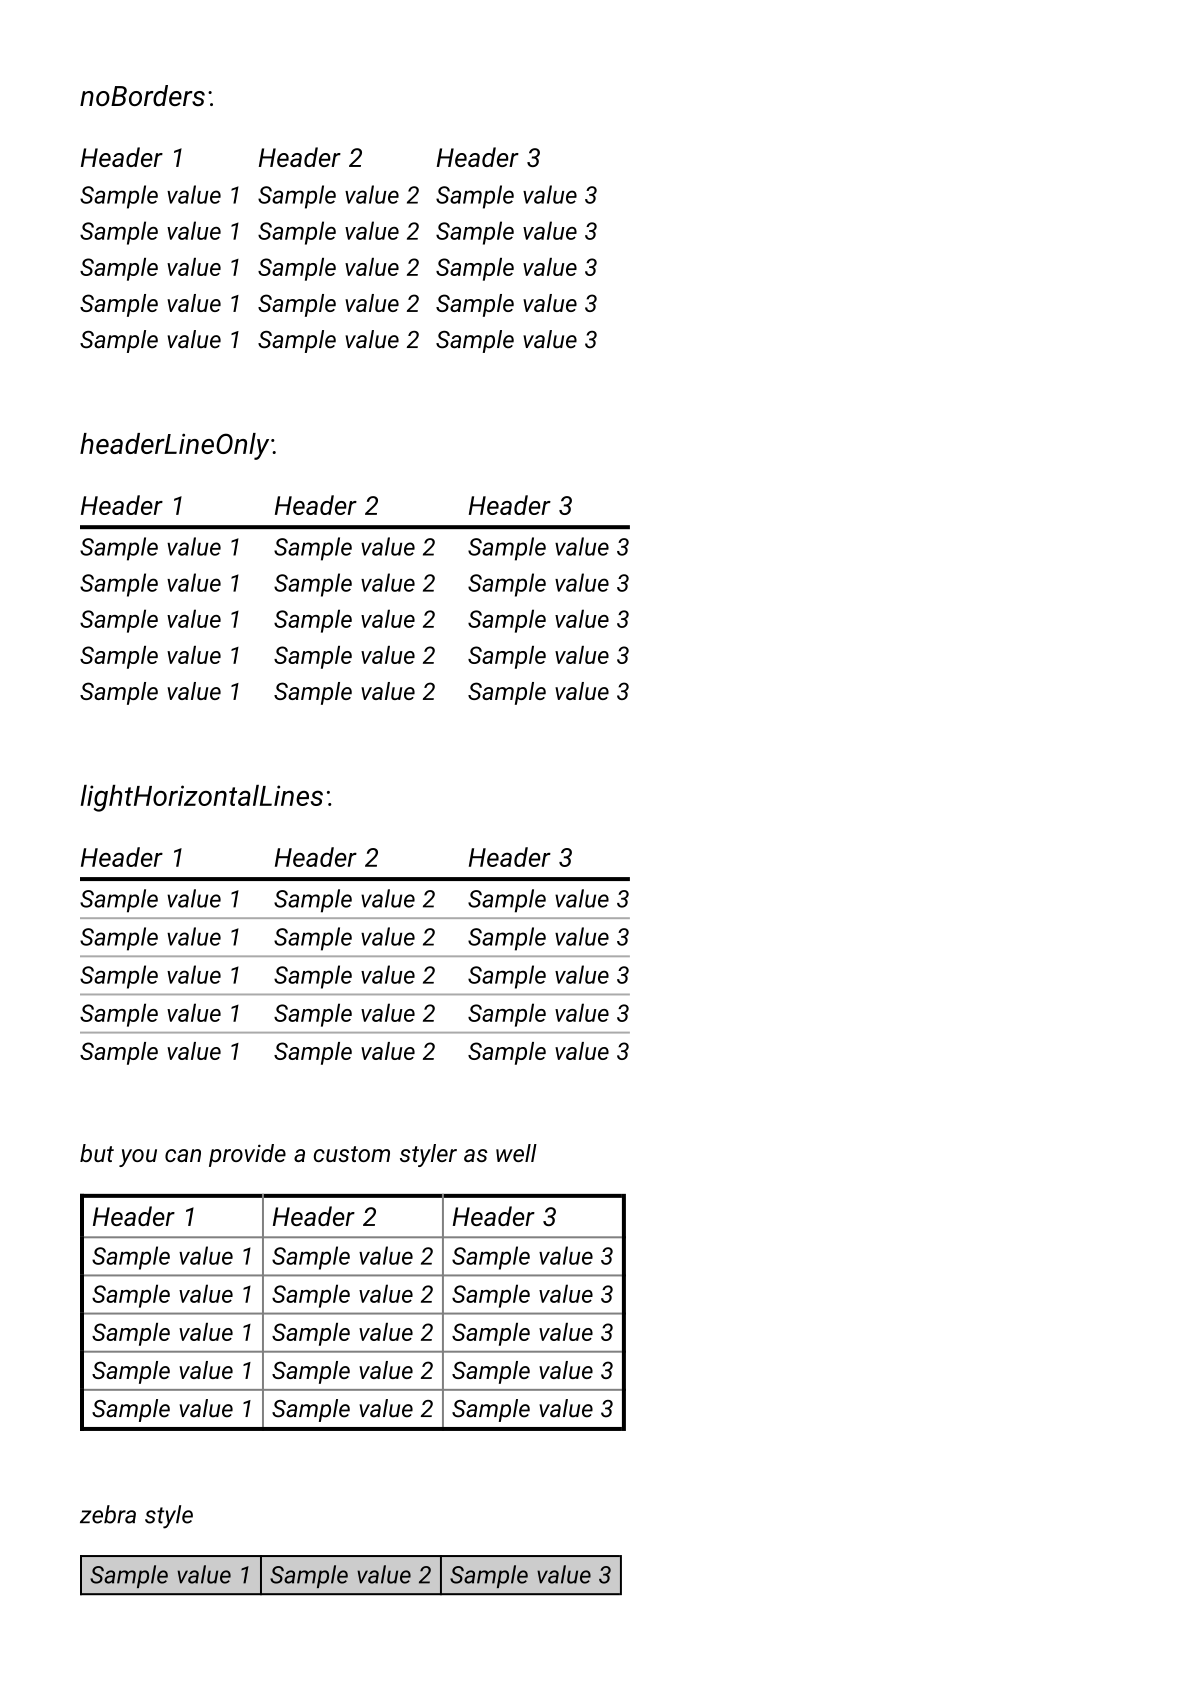 noBorders:
Header 1 Header 2 Header 3
Sample value 1 Sample value 2 Sample value 3
Sample value 1 Sample value 2 Sample value 3
Sample value 1 Sample value 2 Sample value 3
Sample value 1 Sample value 2 Sample value 3
Sample value 1 Sample value 2 Sample value 3
headerLineOnly:
Header 1 Header 2 Header 3
Sample value 1 Sample value 2 Sample value 3
Sample value 1 Sample value 2 Sample value 3
Sample value 1 Sample value 2 Sample value 3
Sample value 1 Sample value 2 Sample value 3
Sample value 1 Sample value 2 Sample value 3
lightHorizontalLines:
Header 1 Header 2 Header 3
Sample value 1 Sample value 2 Sample value 3
Sample value 1 Sample value 2 Sample value 3
Sample value 1 Sample value 2 Sample value 3
Sample value 1 Sample value 2 Sample value 3
Sample value 1 Sample value 2 Sample value 3
but you can provide a custom styler as well
Header 1 Header 2 Header 3
Sample value 1 Sample value 2 Sample value 3
Sample value 1 Sample value 2 Sample value 3
Sample value 1 Sample value 2 Sample value 3
Sample value 1 Sample value 2 Sample value 3
Sample value 1 Sample value 2 Sample value 3
zebra style
Sample value 1 Sample value 2 Sample value 3